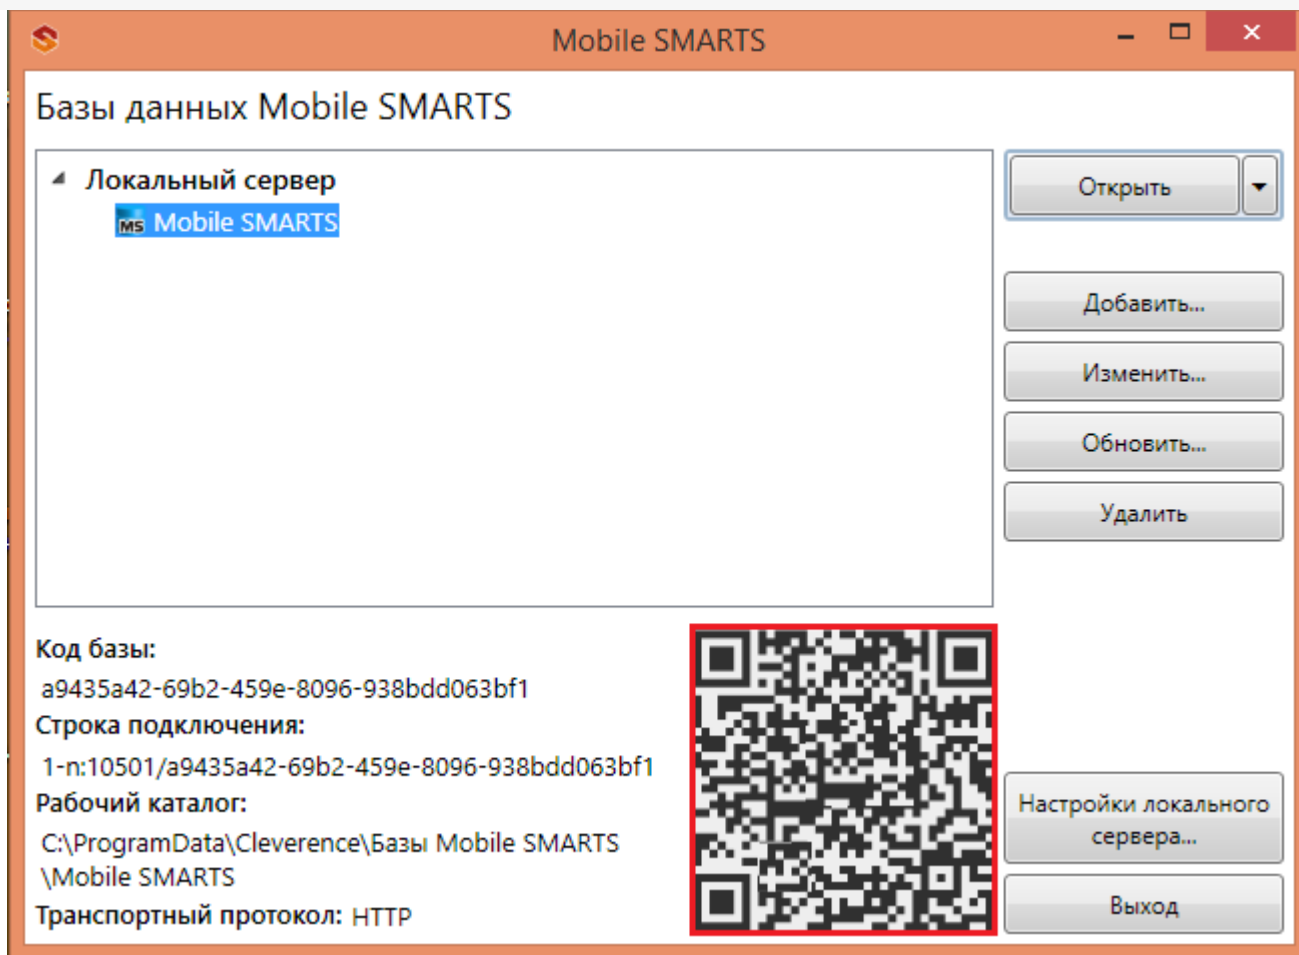 Mobile SMARTS
Базы данных Mobile SMARTS
Локальный сервер
MS Mobile SMARTS
Открыть
Добавить...
Изменить...
Обновить...
Удалить
Код базы:
a9435a42-69b2-459e-8096-938bdd063bf1
Строка подключения:
1-n:10501/a9435a42-69b2-459e-8096-938bdd063bf1
Рабочий каталог:
C:\ProgramData\Cleverence\Базы Mobile SMARTS
\Mobile SMARTS
Транспортный протокол: HTTP
Настройки локального
сервера...
Выход